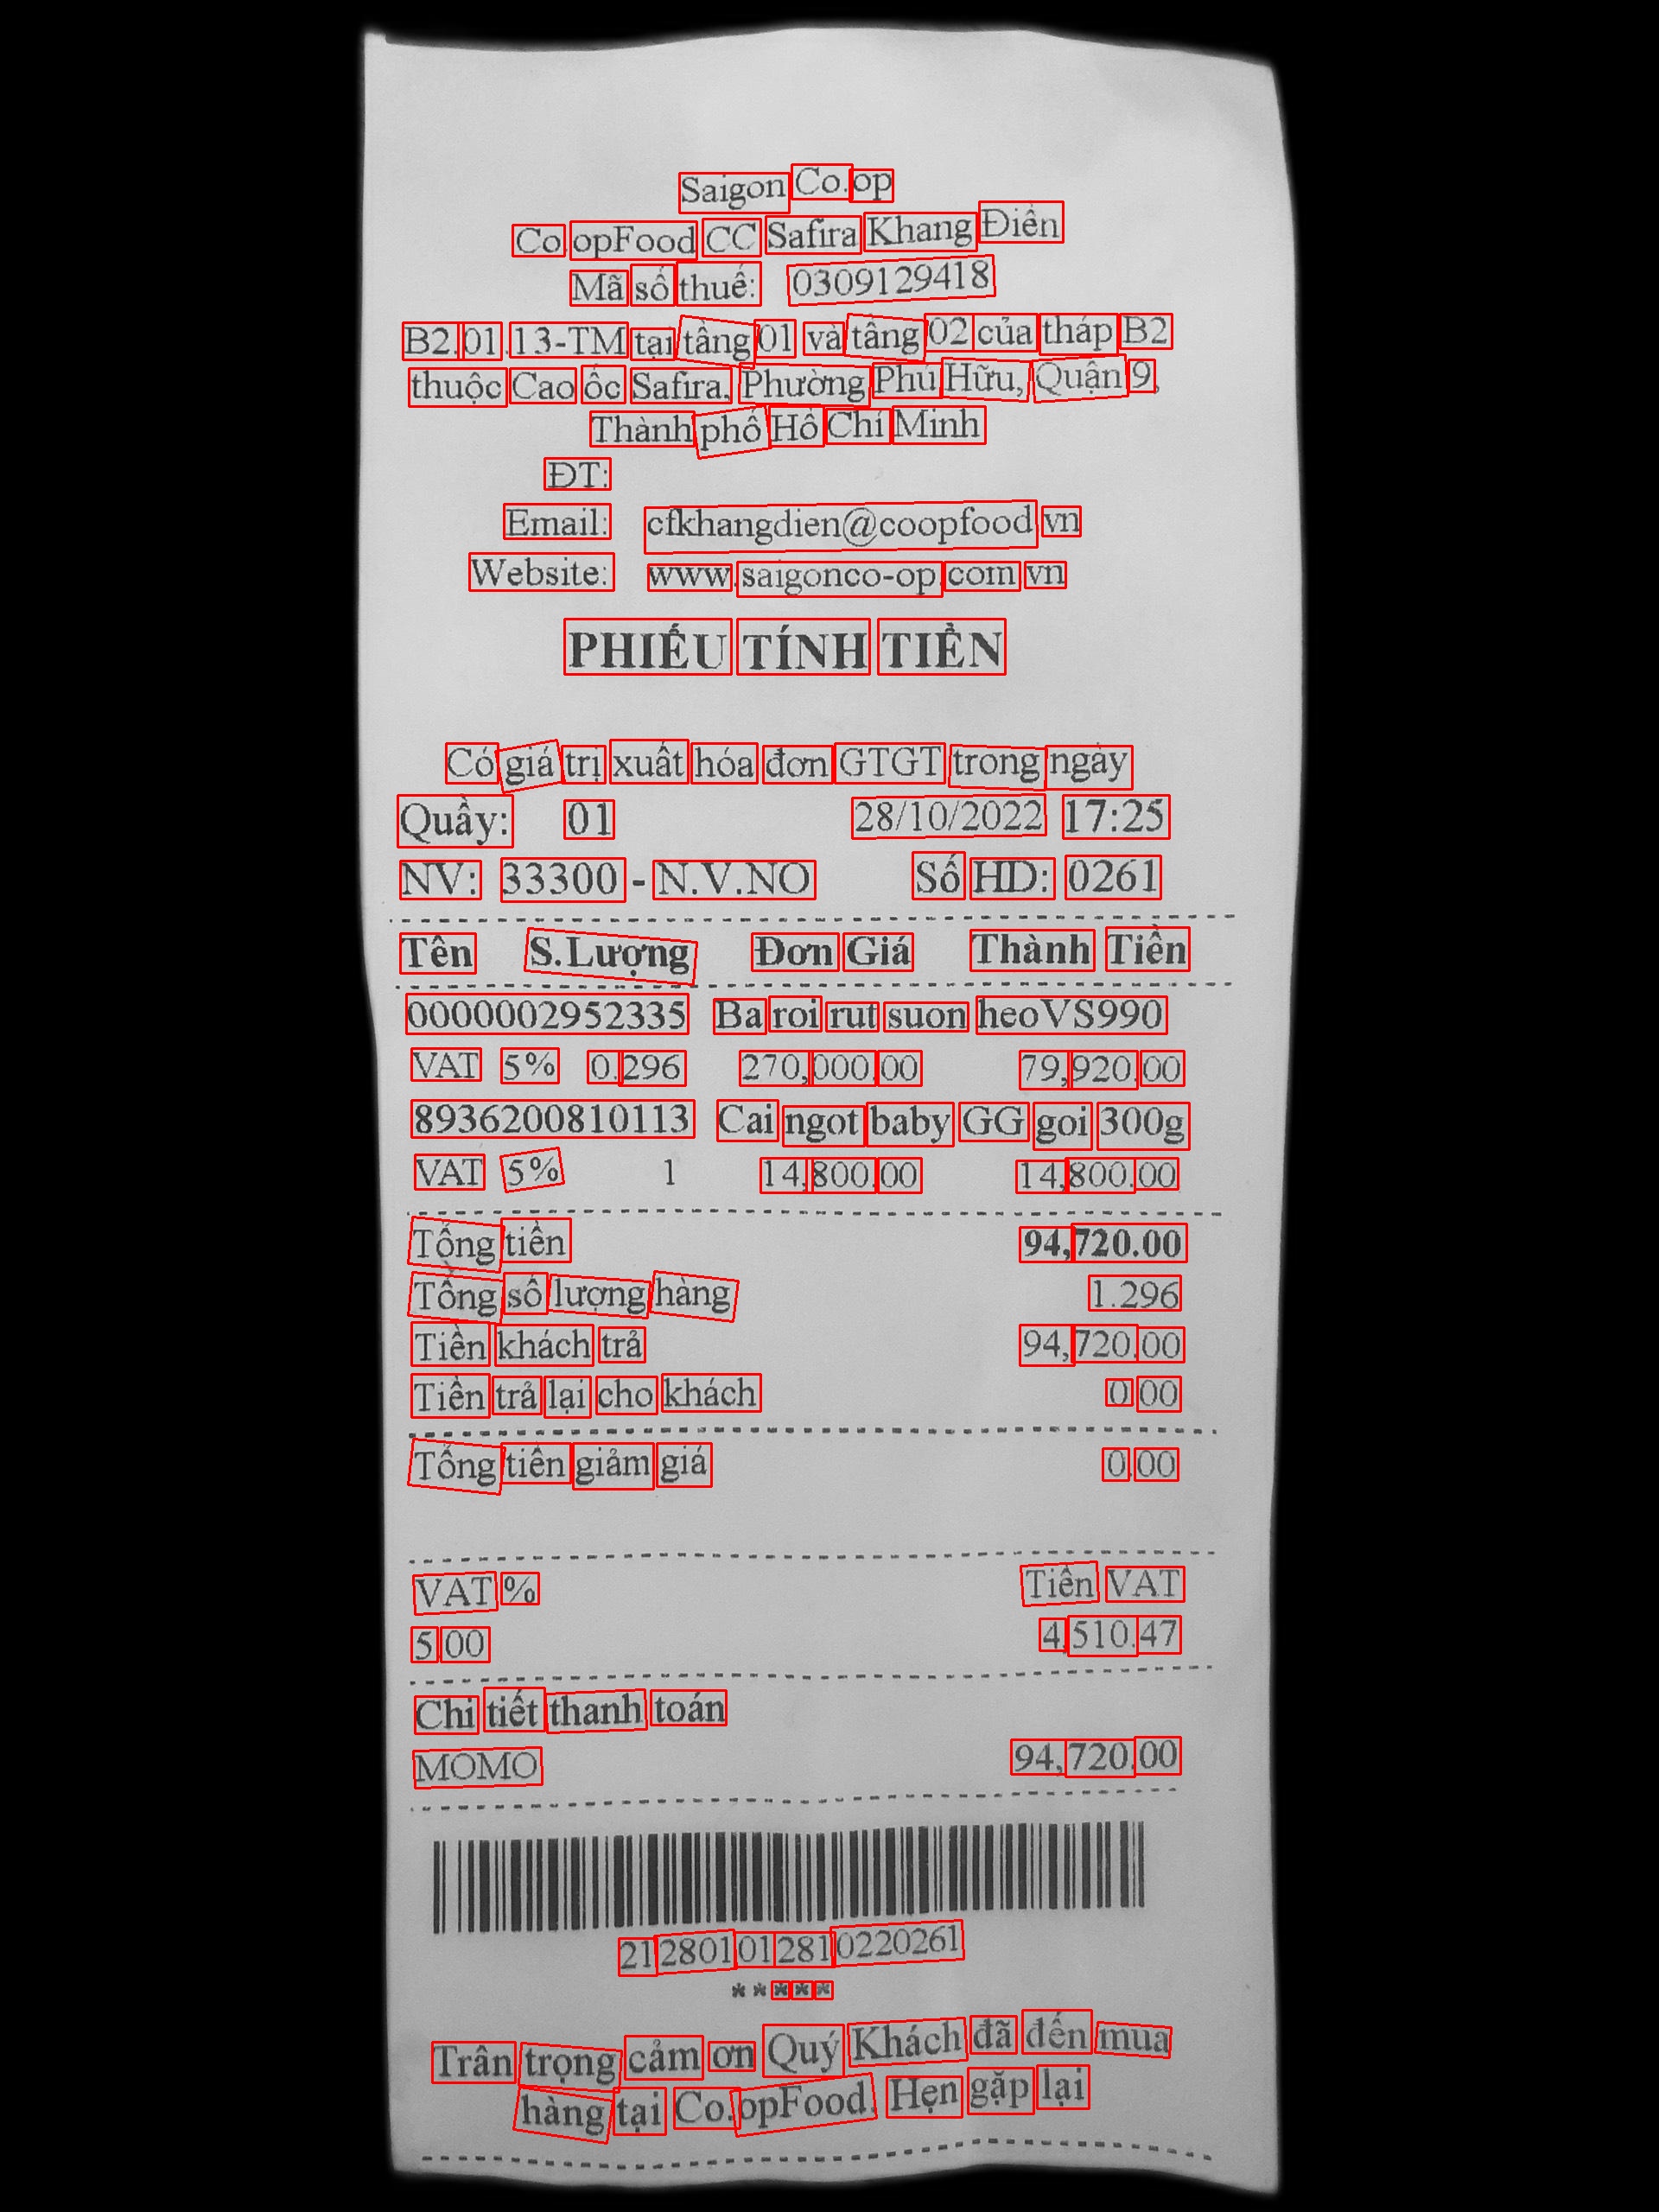 Saigon Co.op
Co.opFood CC Safira Khang Điền
Mã số thuế: 0309129418
B2.01.13-TM tại tầng 01 và tầng 02 của tháp B2
thuộc Cao ốc Safira, Phường Phú Hữu, Quận 9,
Thành phố Hồ Chí Minh
ĐT:
Email: cfkhangdien@coopfood.vn
Website: www.saigonco-op.com.vn
PHIẾU TÍNH TIỀN
Có giá trị xuất hóa đơn GTGT trong ngày
Quầy: 01 28/10/2022 17:25
NV: 33300 - N.V.NO Số HD: 0261
Tên S.Lượng Đơn Giá Thành Tiền
0000002952335 Ba roi rut suon heoVS990
VAT 5% 0.296 270,000.00 79,920.00
8936200810113 Cai ngot baby GG goi 300g
VAT 5% 1 14,800.00 14,800.00
Tổng tiền 94,720.00
Tổng số lượng hàng 1.296
Tiền khách trả 94,720.00
Tiền trả lại cho khách 0.00
Tổng tiền giảm giá 0.00
VAT % Tiền VAT
5.00 4,510.47
Chi tiết thanh toán
MOMO 94,720.00
212801012810220261
*****
Trân trọng cảm ơn Quý Khách đã đến mua
hàng tại Co.opFood. Hẹn gặp lại